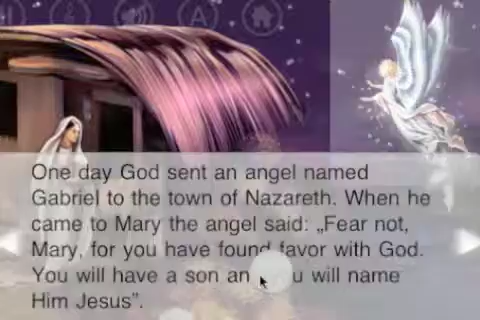 A
One day God sent an angel named
Gabriel to the town of Nazareth. When he
came to Mary the angel said: „Fear not,
Mary, for you have found favor with God.
You will have a son an u will name
Him Jesus”.